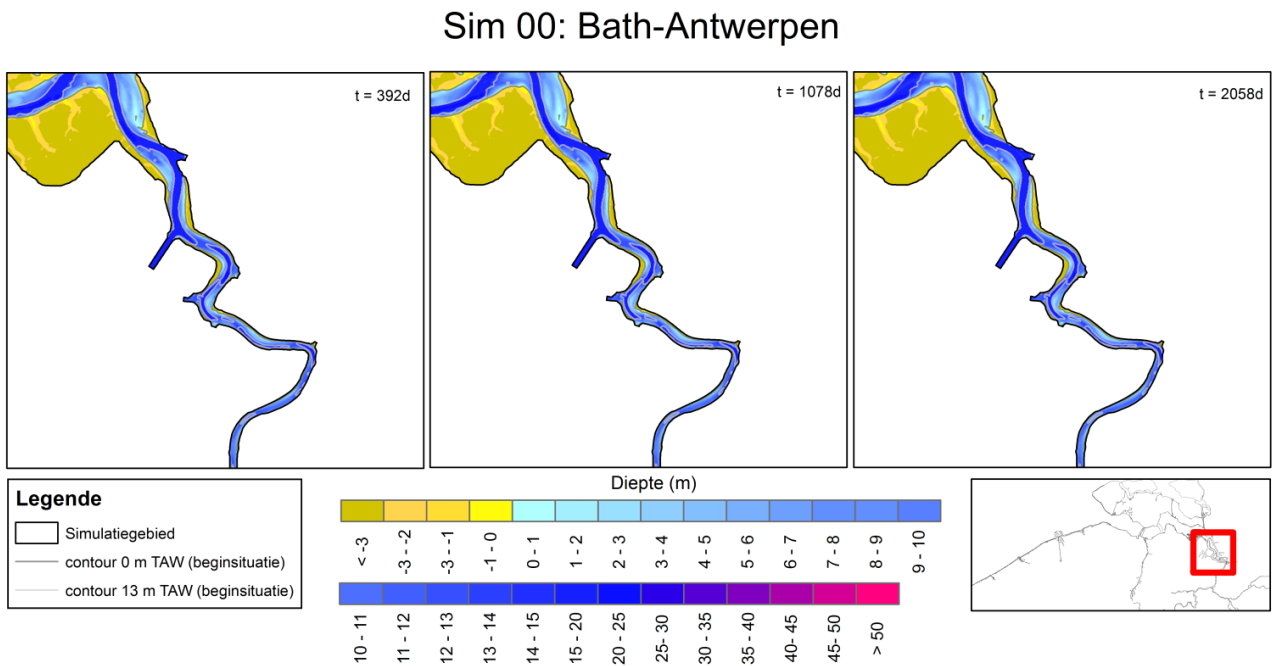 Sim 00: Bath-Antwerpen
t = 392d
t = 1078d
t = 2058d
Legende
Simulatiegebied
contour 0 m TAW (beginsituatie)
contour 13 m TAW (beginsituatie)
Diepte (m)
< -3
-3 - -2
-3 - -1
-1 - 0
0 - 1
1 - 2
2 - 3
3 - 4
4 - 5
5 - 6
6 - 7
7 - 8
8 - 9
9 - 10
10 - 11
11 - 12
12 - 13
13 - 14
14 - 15
15 - 20
20 - 25
25- 30
30 - 35
35 - 40
40- 45
45- 50
> 50